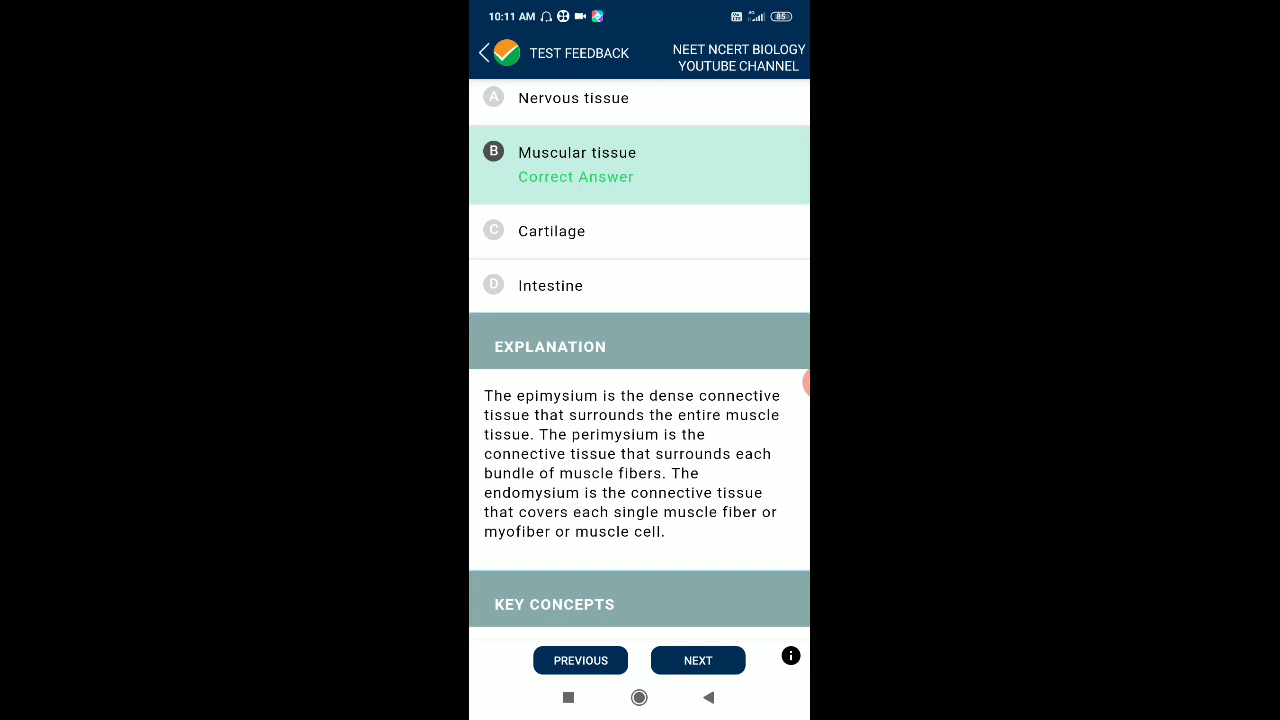 10:11 AM 4G 85
TEST FEEDBACK
NEET NCERT BIOLOGY
YOUTUBE CHANNEL
A Nervous tissue
B Muscular tissue
Correct Answer
C Cartilage
D Intestine
EXPLANATION
The epimysium is the dense connective
tissue that surrounds the entire muscle
tissue. The perimysium is the
connective tissue that surrounds each
bundle of muscle fibers. The
endomysium is the connective tissue
that covers each single muscle fiber or
myofiber or muscle cell.
KEY CONCEPTS
PREVIOUS NEXT